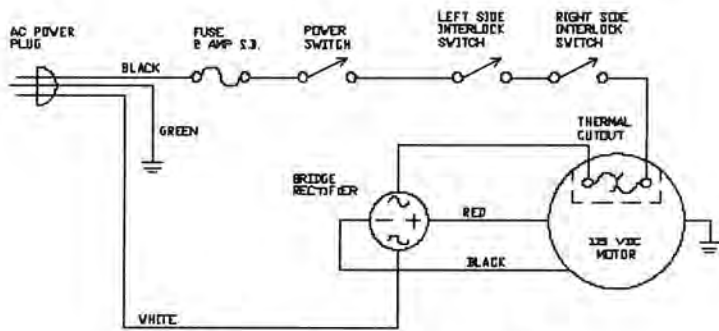 AC POWER
PLUG
FUSE
2 AMP S.B.
POWER
SWITCH
LEFT SIDE
INTERLOCK
SWITCH
RIGHT SIDE
INTERLOCK
SWITCH
BLACK
GREEN
THERMAL
CUTOUT
BRIDGE
RECTIFIER
- +
RED
VDC
MOTOR
BLACK
WHITE